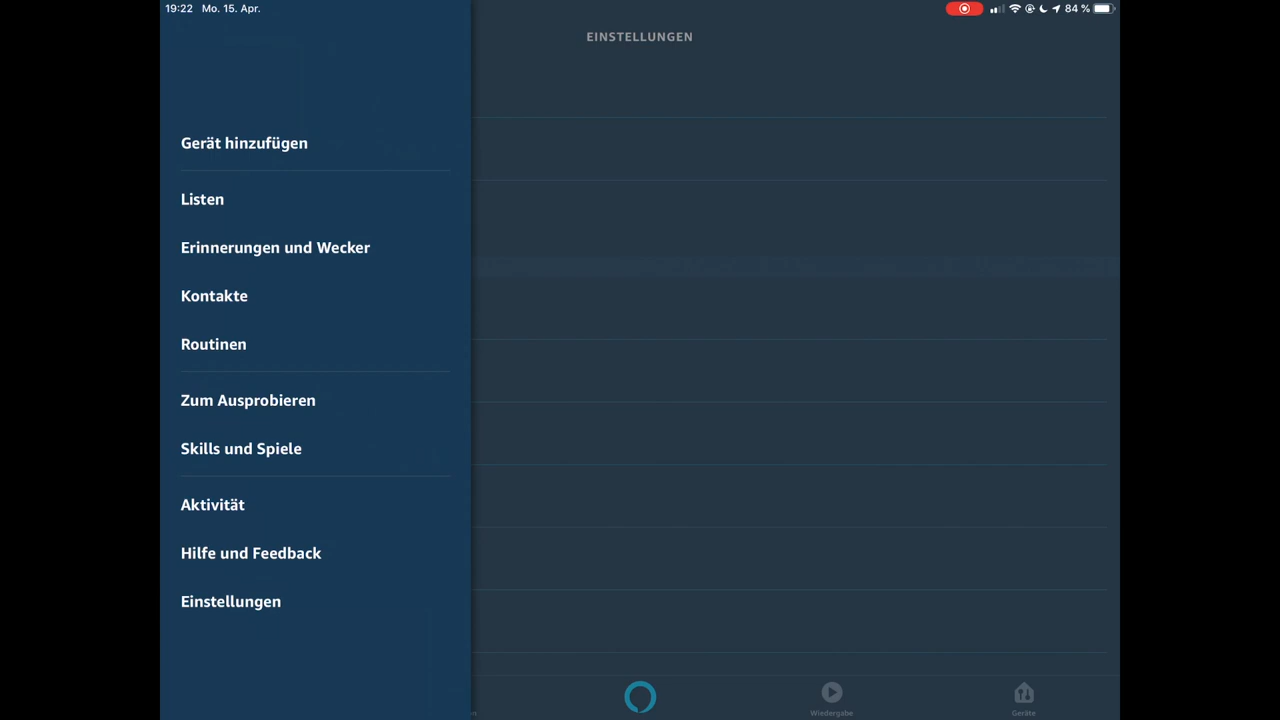 19:22 Mo. 15. Apr.
84 %
EINSTELLUNGEN
Gerät hinzufügen
Listen
Erinnerungen und Wecker
Kontakte
Routinen
Zum Ausprobieren
Skills und Spiele
Aktivität
Hilfe und Feedback
Einstellungen
Wiedergabe
Geräte